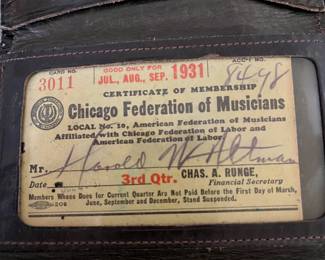 CARD NO. GOOD ONLY FOR ACC'T NO.
3011 JUL., AUG., SEP. 1931 8498
CERTIFICATE OF MEMBERSHIP
Chicago Federation of Musicians
LOCAL No. 10, American Federation of Musicians
Affiliated with Chicago Federation of Labor and
American Federation of Labor
Mr. Harold W Altman
3rd Qtr. CHAS. A. RUNGE,
Date Financial Secretary
Members Whose Dues for Current Quarter Are Not Paid Before the First Day of March,
June, September and December, Stand Suspended.
208